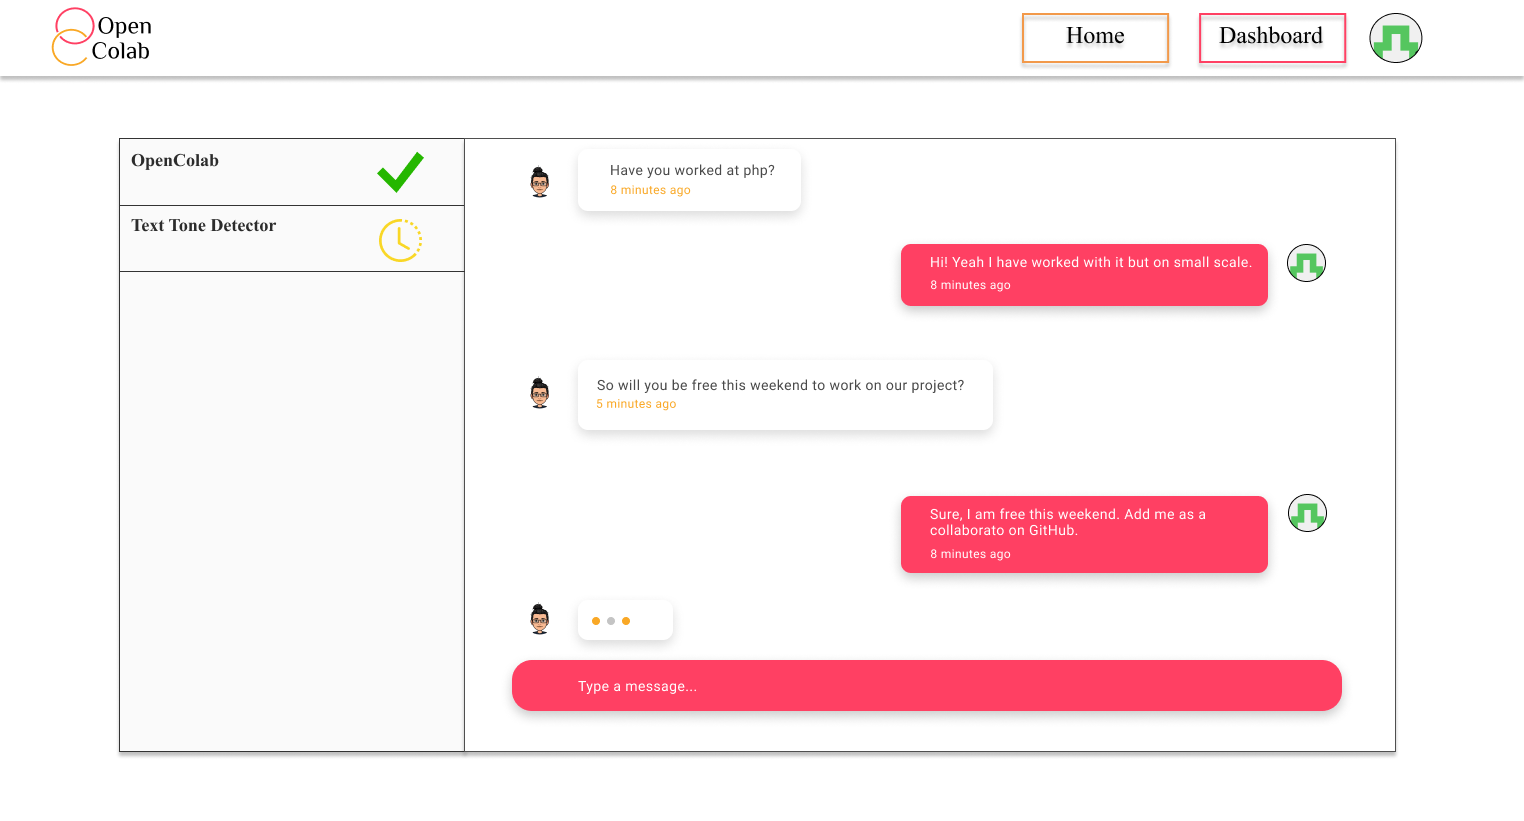 Open
Colab
Home
Dashboard
OpenColab
Text Tone Detector
Have you worked at php?
8 minutes ago
Hi! Yeah I have worked with it but on small scale.
8 minutes ago
So will you be free this weekend to work on our project?
5 minutes ago
Sure, I am free this weekend. Add me as a
collaborato on GitHub.
8 minutes ago
Type a message...